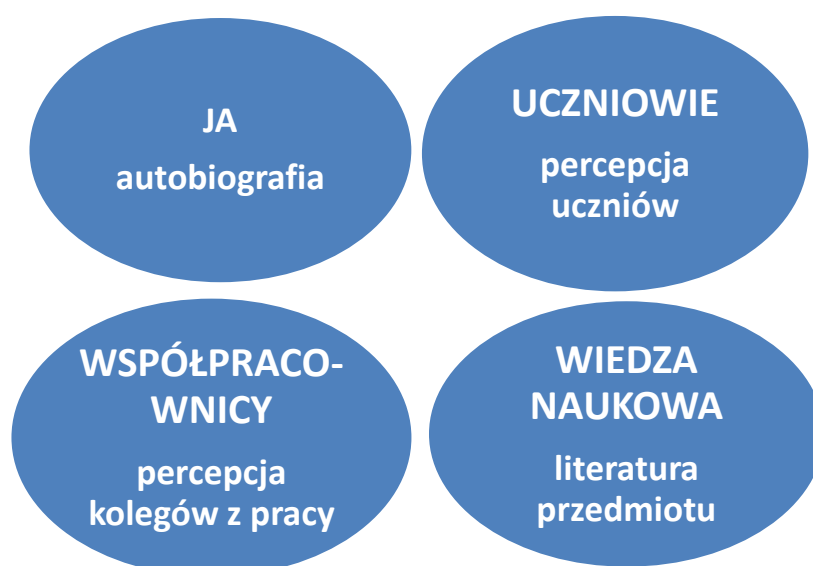 JA
autobiografia
UCZNIOWIE
percepcja
uczniów
WSPÓŁPRACO-
WNICY
percepcja
kolegów z pracy
WIEDZA
NAUKOWA
literatura
przedmiotu